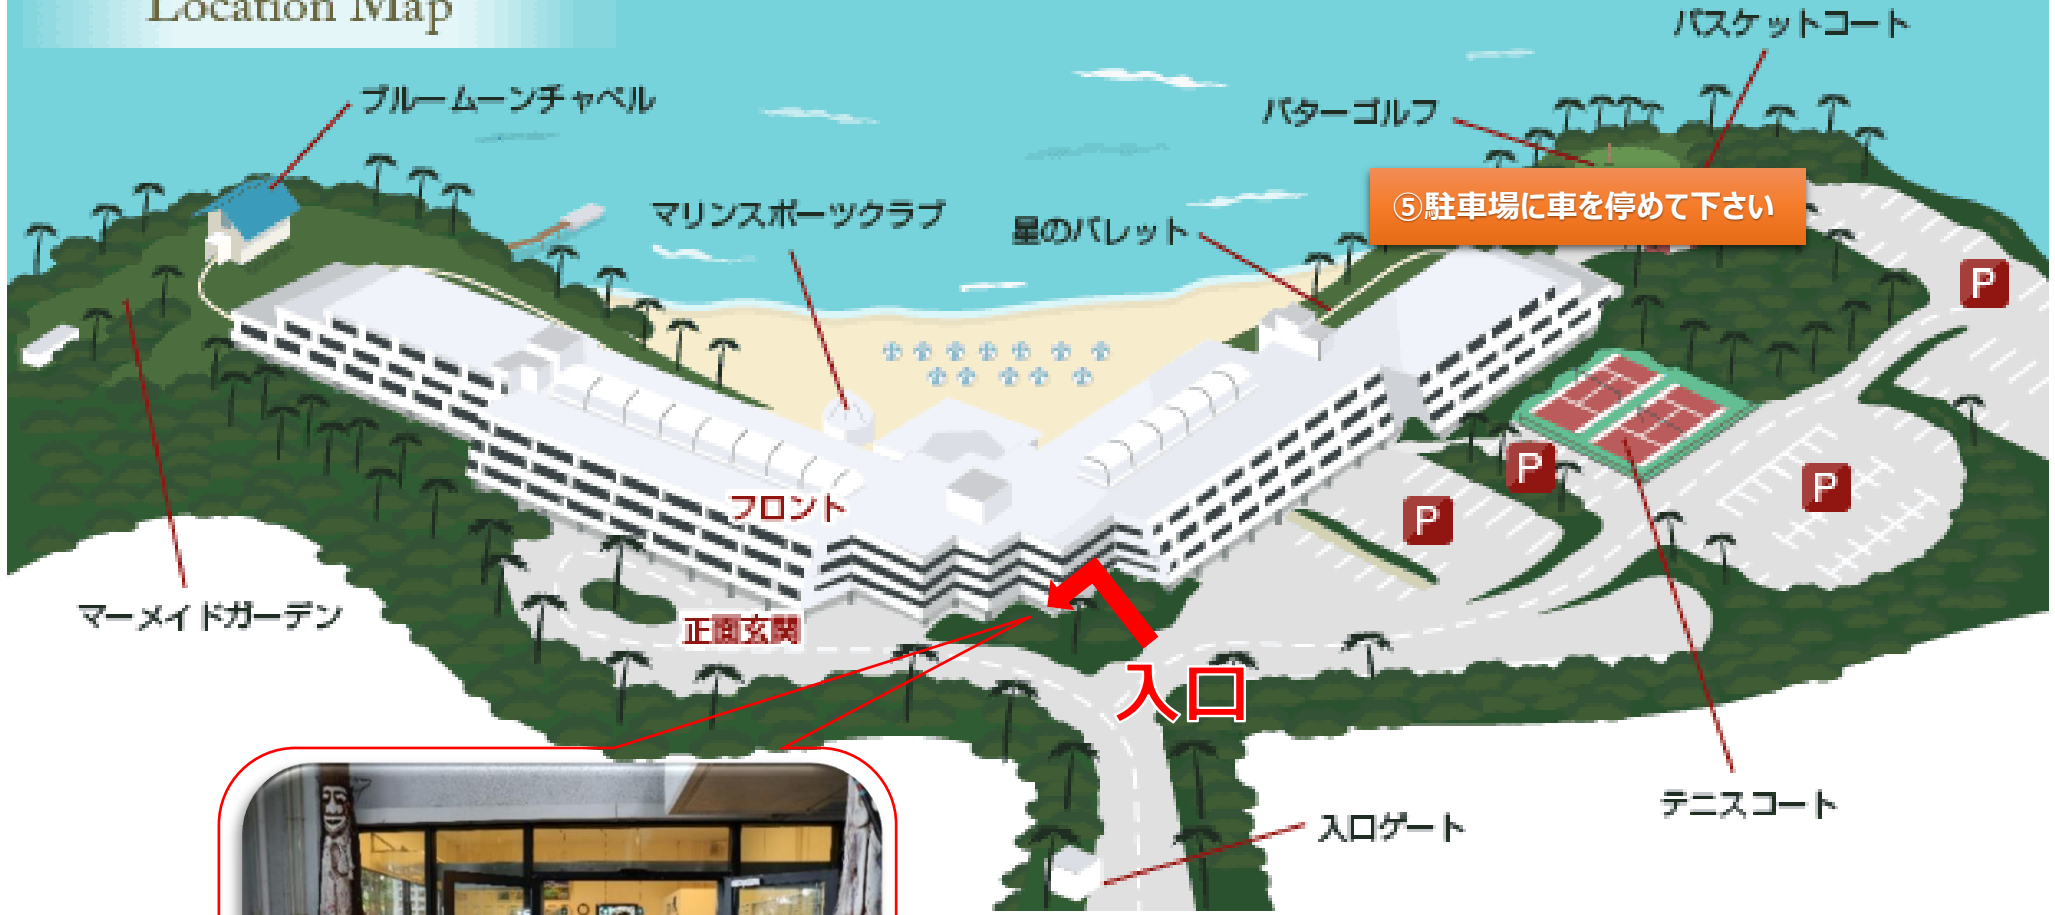 Location Map
バスケットコート
ブルームーンチャペル
パターゴルフ
⑤駐車場に車を停めて下さい
マリンスポーツクラブ
星のパレット
P
P
P
P
フロント
正面玄関
マーメイドガーデン
入口
テニスコート
入口ゲート